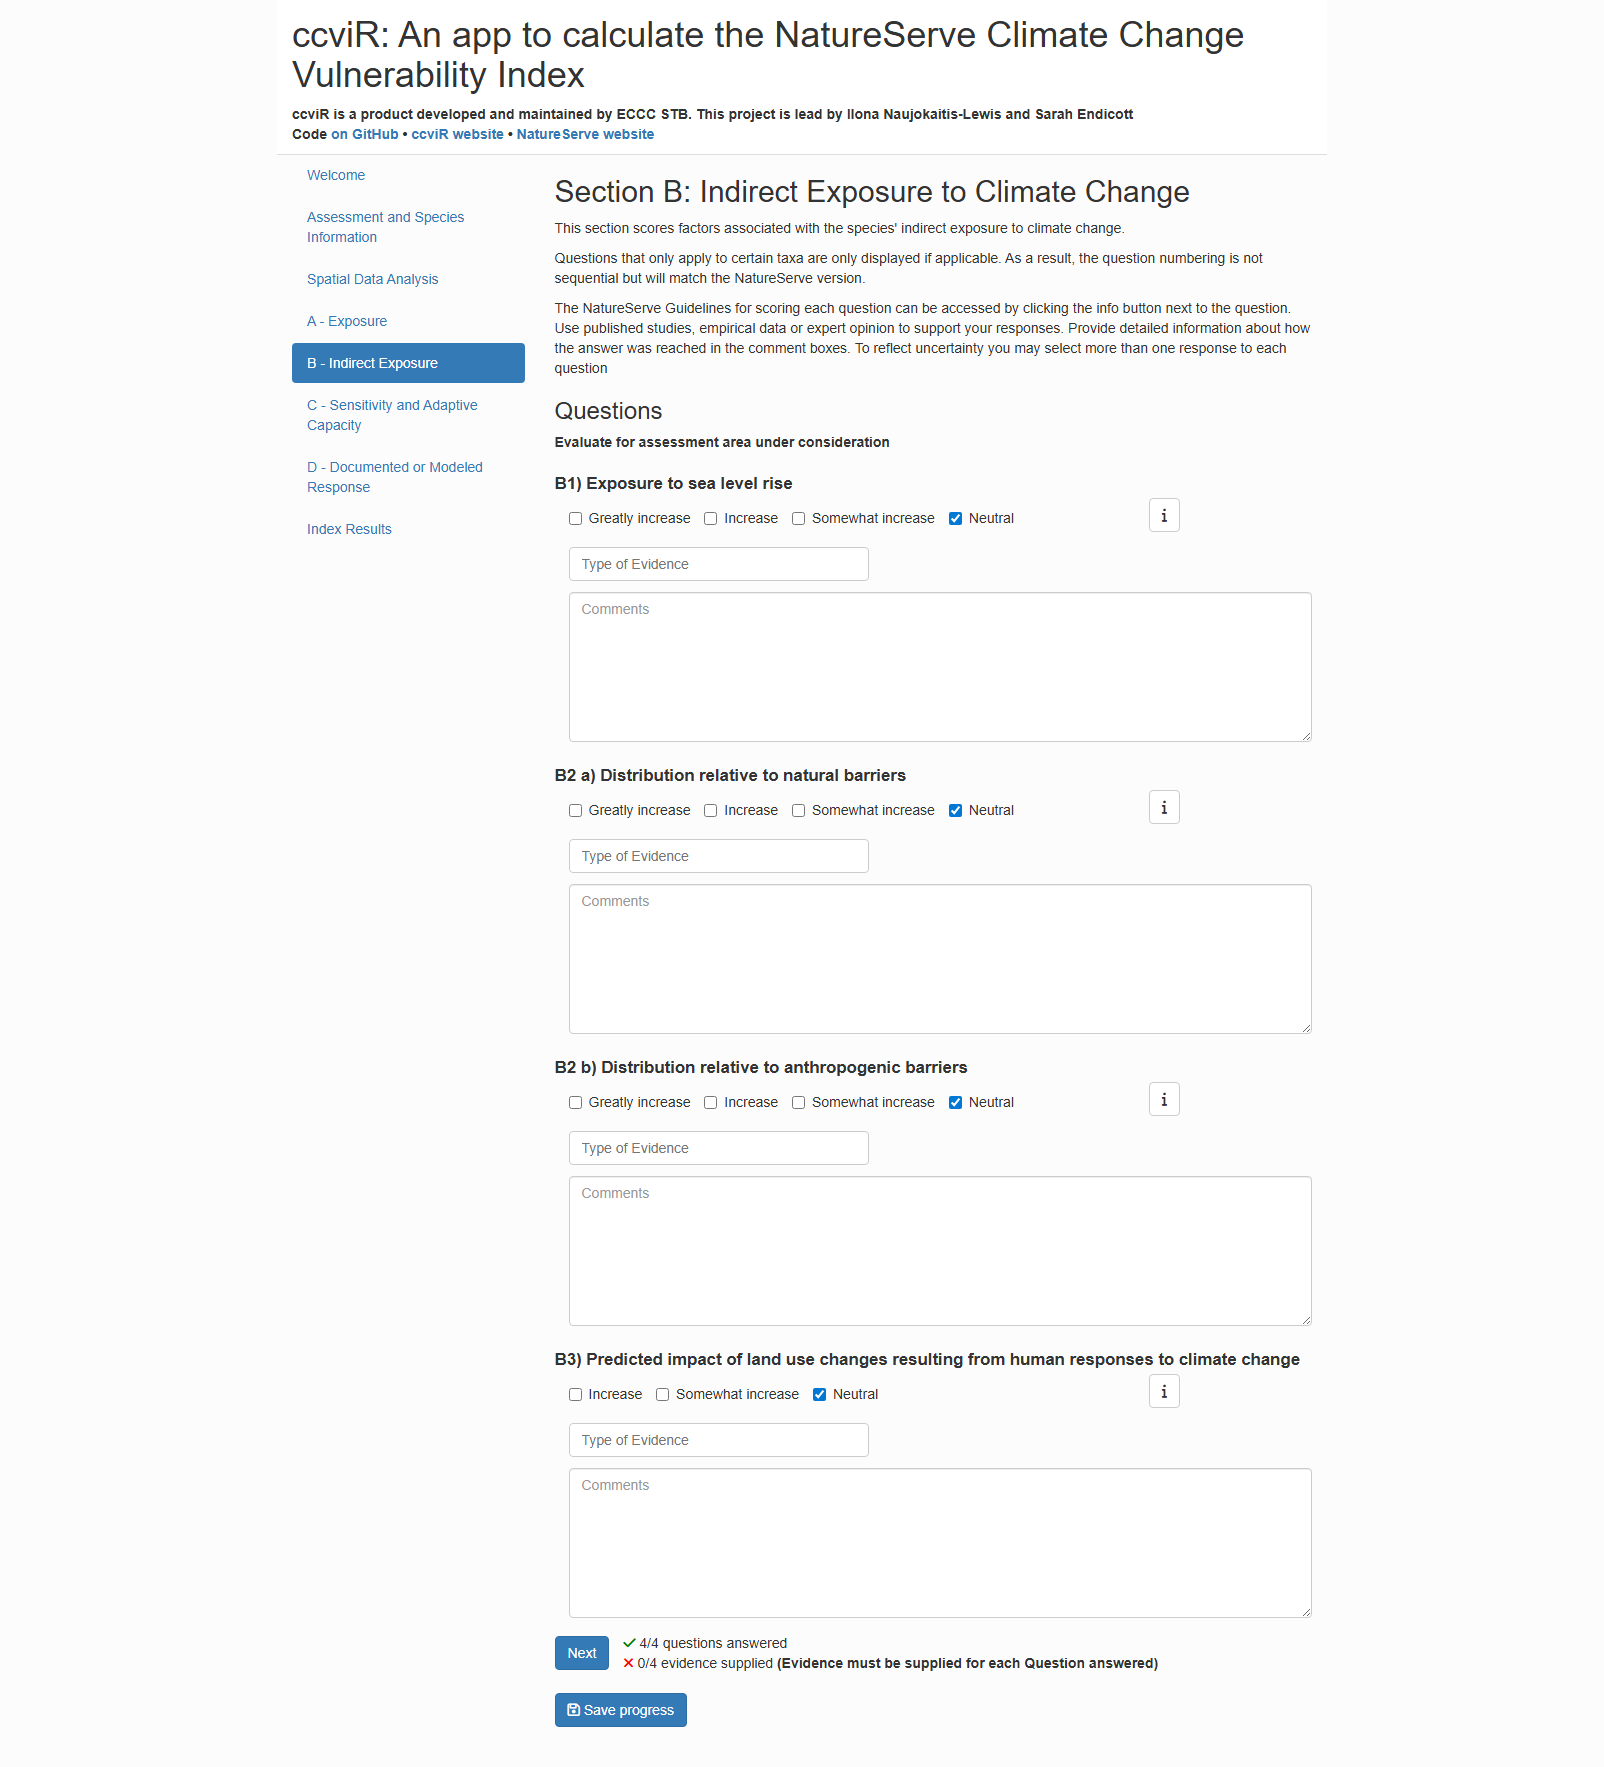 ccviR: An app to calculate the NatureServe Climate Change
Vulnerability Index
ccviR is a product developed and maintained by ECCC STB. This project is lead by Ilona Naujokaitis-Lewis and Sarah Endicott
Code on GitHub • ccviR website • NatureServe website
Welcome
Assessment and Species
Information
Spatial Data Analysis
A - Exposure
B - Indirect Exposure
C - Sensitivity and Adaptive
Capacity
D - Documented or Modeled
Response
Index Results
Section B: Indirect Exposure to Climate Change
This section scores factors associated with the species' indirect exposure to climate change.
Questions that only apply to certain taxa are only displayed if applicable. As a result, the question numbering is not
sequential but will match the NatureServe version.
The NatureServe Guidelines for scoring each question can be accessed by clicking the info button next to the question.
Use published studies, empirical data or expert opinion to support your responses. Provide detailed information about how
the answer was reached in the comment boxes. To reflect uncertainty you may select more than one response to each
question
Questions
Evaluate for assessment area under consideration
B1) Exposure to sea level rise
Greatly increase Increase Somewhat increase Neutral i
Type of Evidence
Comments
B2 a) Distribution relative to natural barriers
Greatly increase Increase Somewhat increase Neutral i
Type of Evidence
Comments
B2 b) Distribution relative to anthropogenic barriers
Greatly increase Increase Somewhat increase Neutral i
Type of Evidence
Comments
B3) Predicted impact of land use changes resulting from human responses to climate change
Increase Somewhat increase Neutral i
Type of Evidence
Comments
Next
4/4 questions answered
0/4 evidence supplied (Evidence must be supplied for each Question answered)
Save progress